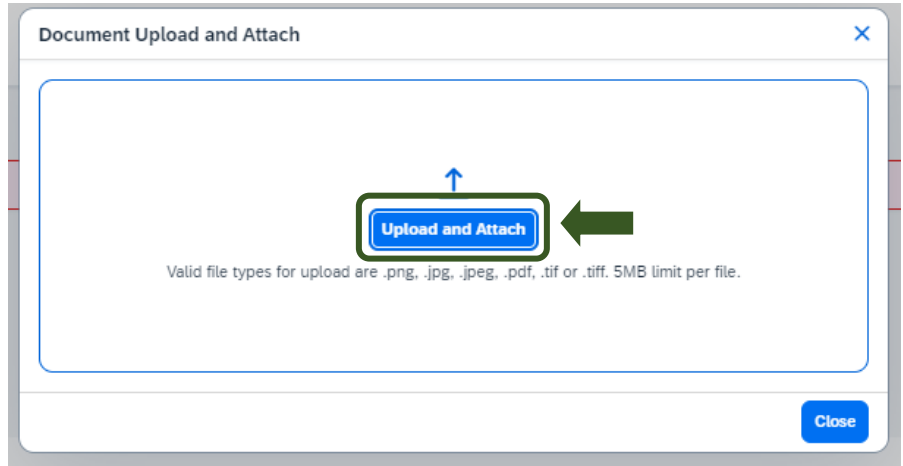 Document Upload and Attach
Upload and Attach
Valid file types for upload are .png, .jpg, .jpeg, .pdf, .tif or .tiff. 5MB limit per file.
Close